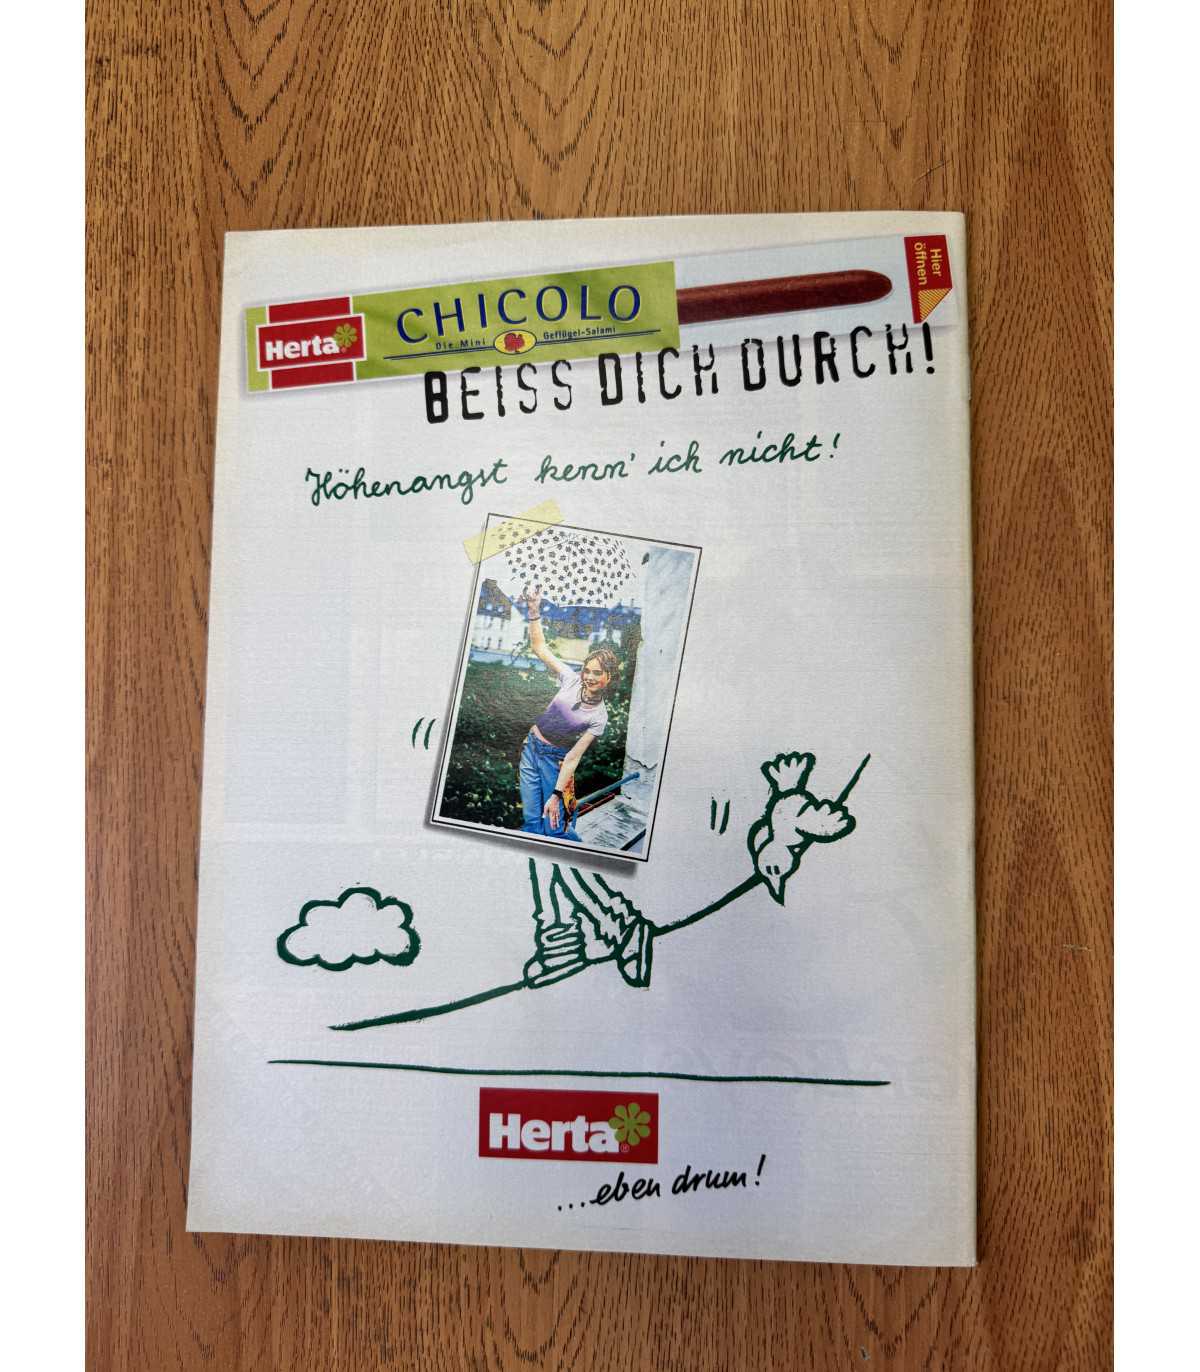 Hier
öffnen
Herta
CHICOLO
Die Mini Geflügel-Salami
BEISS DICH DURCH!
Höhenangst kenn' ich nicht!
Herta®
...eben drum!